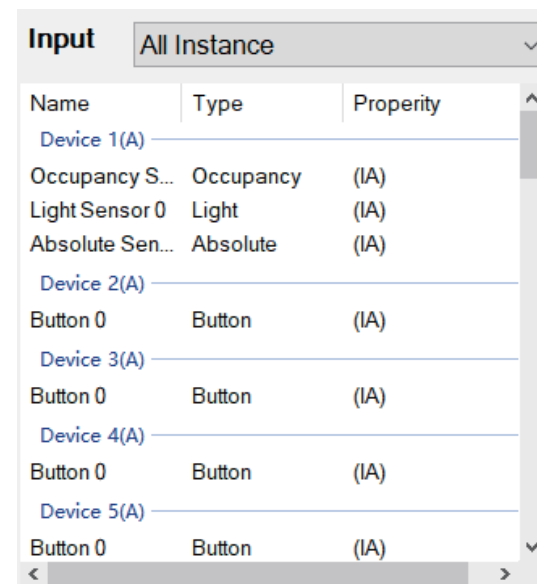 Input All Instance
Name Type Properity
Device 1(A)
Occupancy S... Occupancy (IA)
Light Sensor 0 Light (IA)
Absolute Sen... Absolute (IA)
Device 2(A)
Button 0 Button (IA)
Device 3(A)
Button 0 Button (IA)
Device 4(A)
Button 0 Button (IA)
Device 5(A)
Button 0 Button (IA)